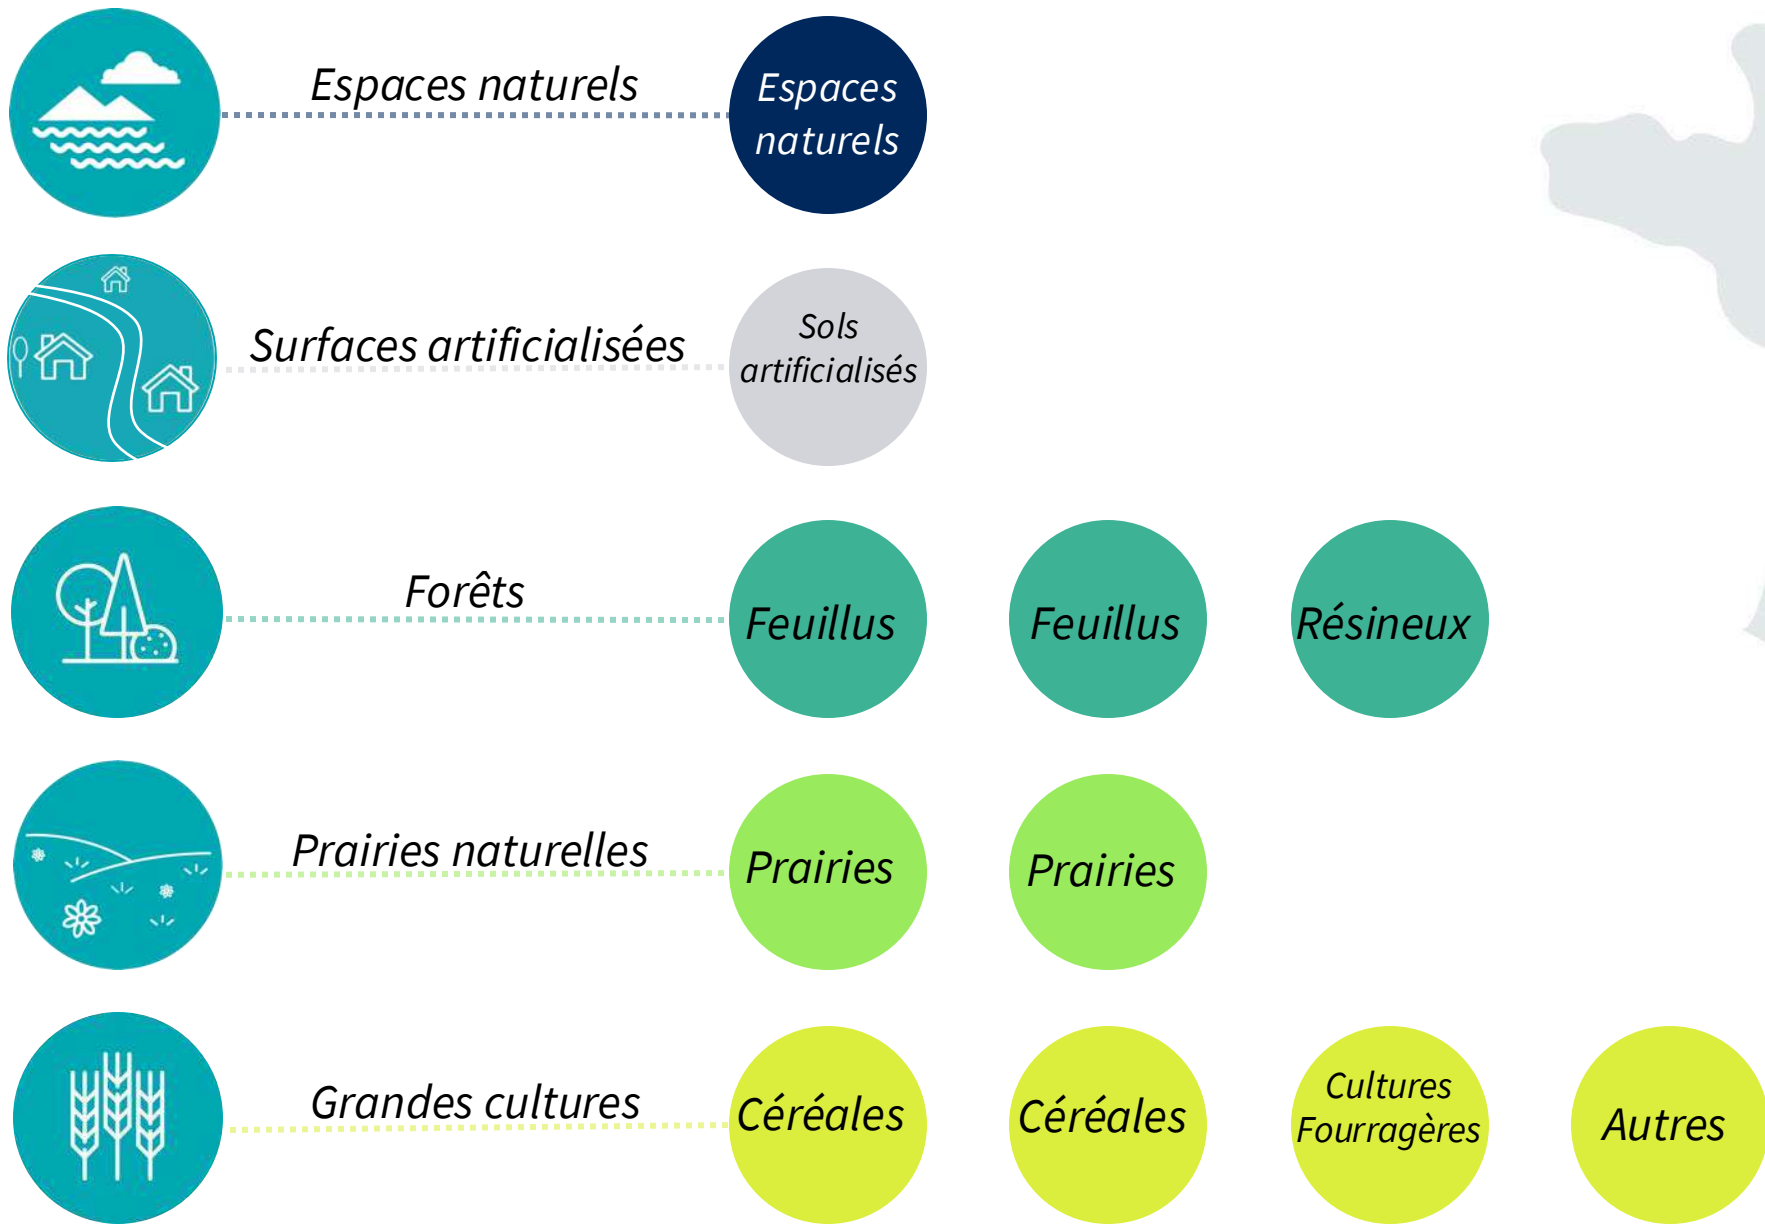 Espaces naturels
Espaces
naturels
Surfaces artificialisées
Sols
artificialisés
Forêts
Feuillus
Feuillus
Résineux
Prairies naturelles
Prairies
Prairies
Grandes cultures
Céréales
Céréales
Cultures
Fourragères
Autres